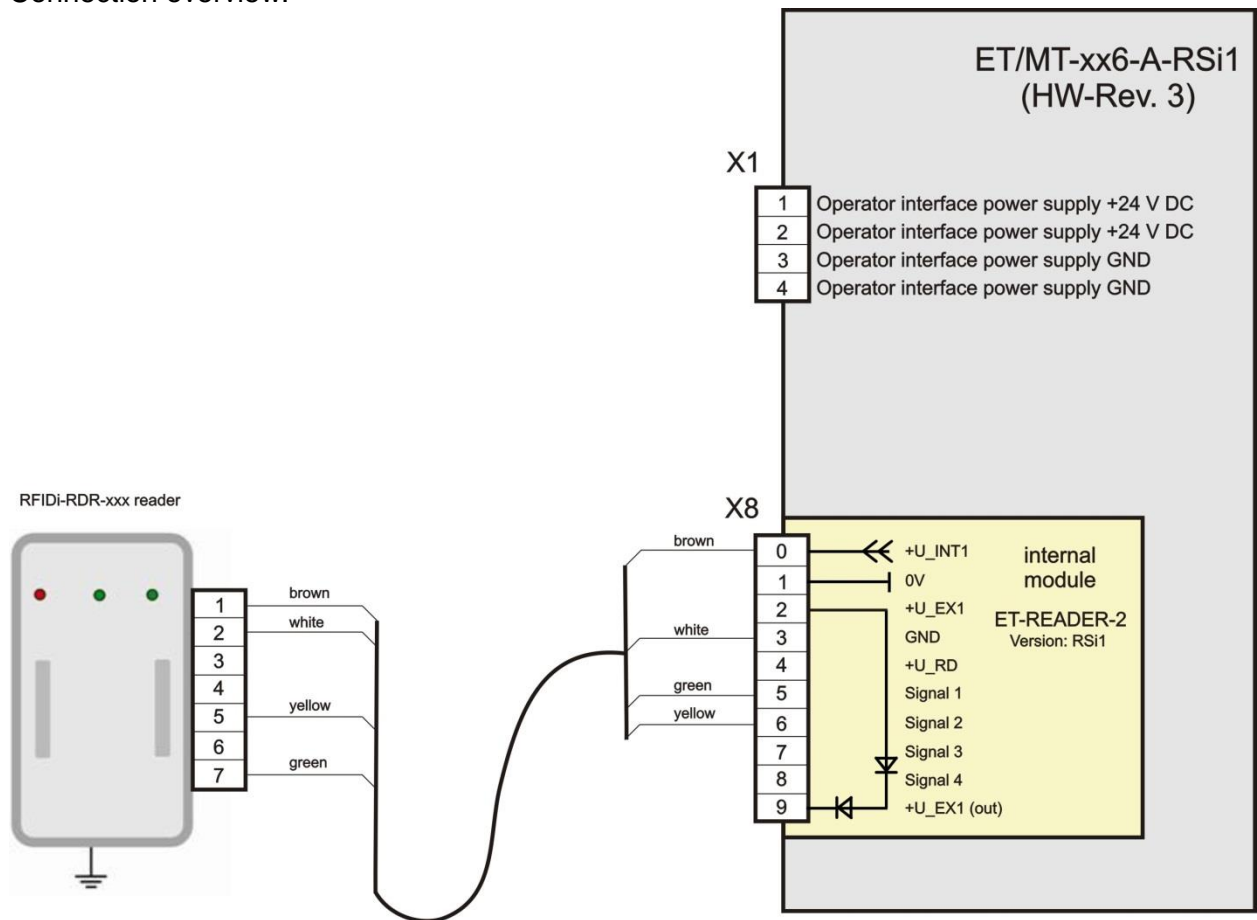 ET/MT-xx6-A-RSi1
(HW-Rev. 3)
X1
1 Operator interface power supply +24 V DC
2 Operator interface power supply +24 V DC
3 Operator interface power supply GND
4 Operator interface power supply GND
RFIDi-RDR-xxx reader
1 brown
2 white
3
4
5 yellow
6
7 green
X8
brown 0 +U_INT1
1 0V
2 +U_EX1
white 3 GND
4 +U_RD
green 5 Signal 1
yellow 6 Signal 2
7 Signal 3
8 Signal 4
9 +U_EX1 (out)
internal
module
ET-READER-2
Version: RSi1